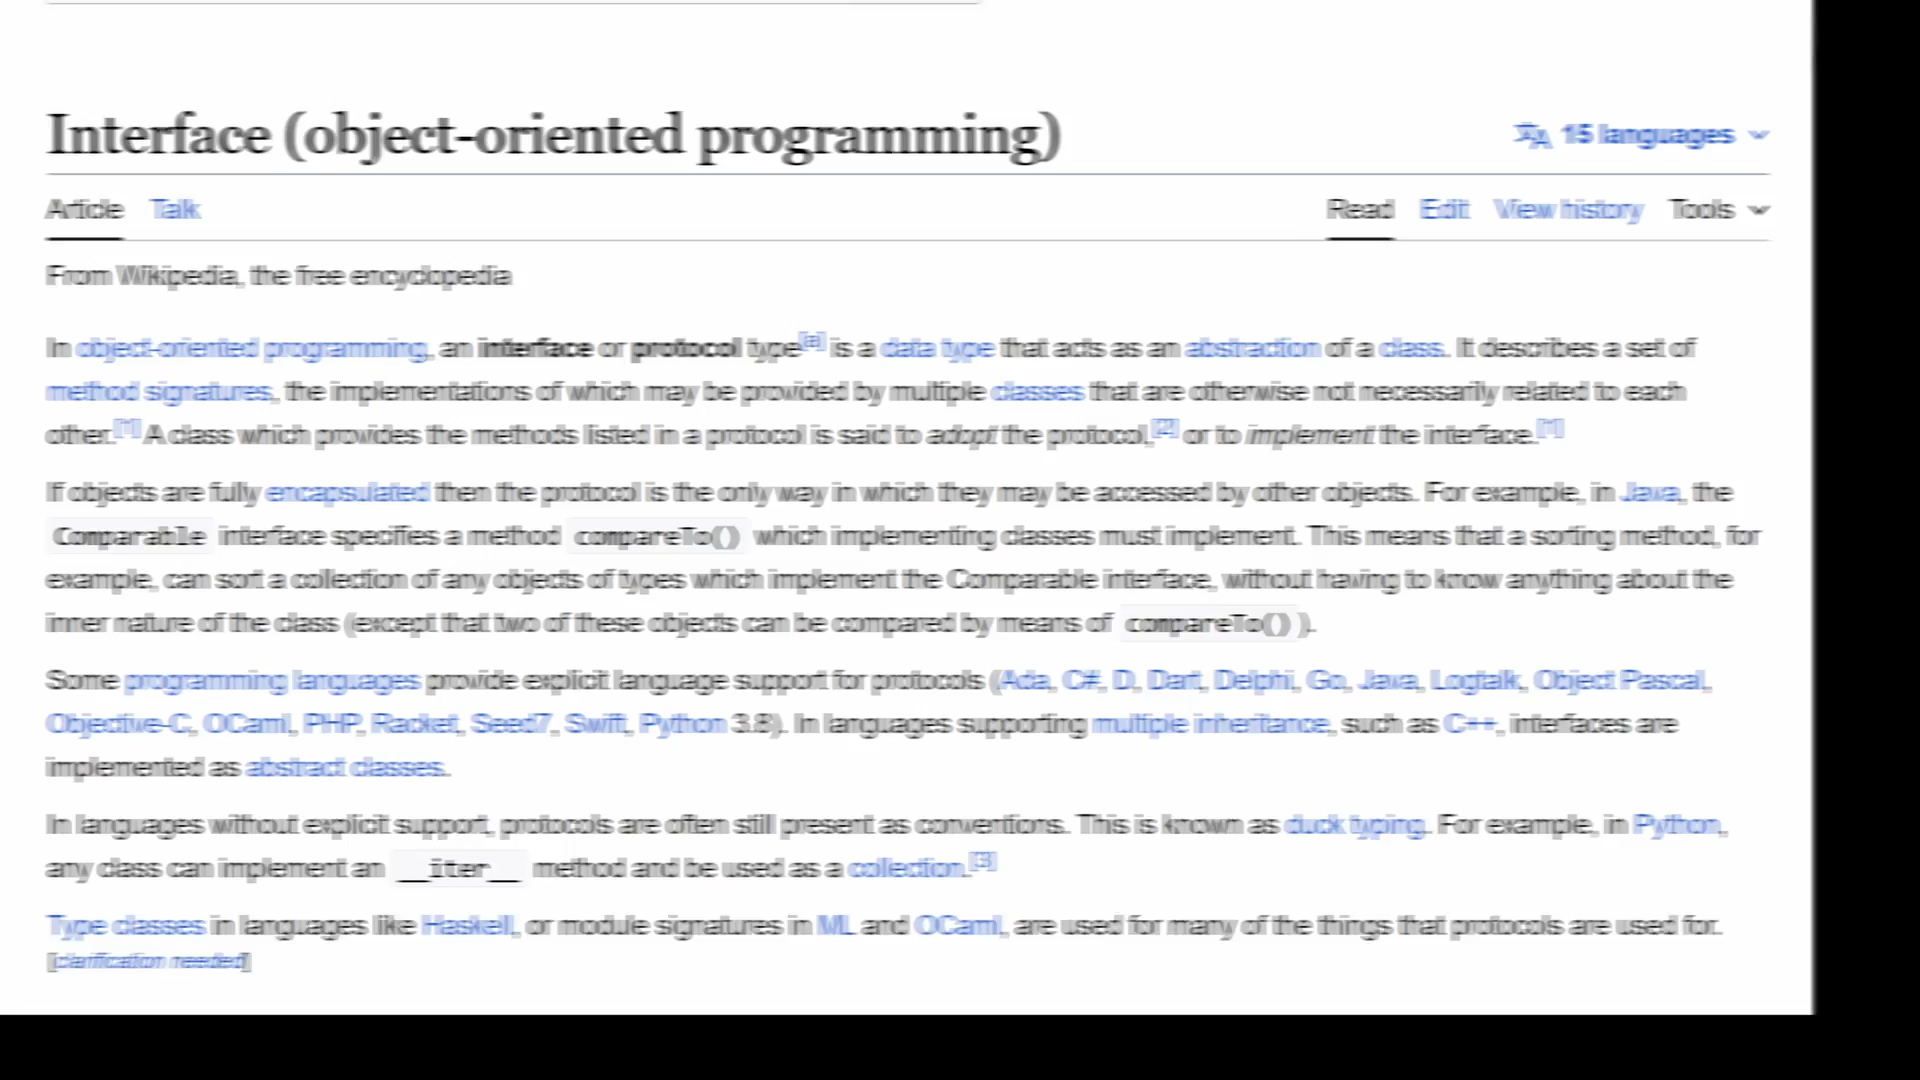 Interface (object-oriented programming)
15 languages
Article Talk
Read Edit View history Tools
From Wikipedia, the free encyclopedia
In object-oriented programming, an interface or protocol type[a] is a data type that acts as an abstraction of a class. It describes a set of
method signatures, the implementations of which may be provided by multiple classes that are otherwise not necessarily related to each
other.[1] A class which provides the methods listed in a protocol is said to adopt the protocol,[2] or to implement the interface.[1]
If objects are fully encapsulated then the protocol is the only way in which they may be accessed by other objects. For example, in Java, the
Comparable interface specifies a method compareTo() which implementing classes must implement. This means that a sorting method, for
example, can sort a collection of any objects of types which implement the Comparable interface, without having to know anything about the
inner nature of the class (except that two of these objects can be compared by means of compareTo() ).
Some programming languages provide explicit language support for protocols (Ada, C#, D, Dart, Delphi, Go, Java, Logtalk, Object Pascal,
Objective-C, OCaml, PHP, Racket, Seed7, Swift, Python 3.8). In languages supporting multiple inheritance, such as C++, interfaces are
implemented as abstract classes.
In languages without explicit support, protocols are often still present as conventions. This is known as duck typing. For example, in Python,
any class can implement an __iter__ method and be used as a collection.[3]
Type classes in languages like Haskell, or module signatures in ML and OCaml, are used for many of the things that protocols are used for.
[clarification needed]